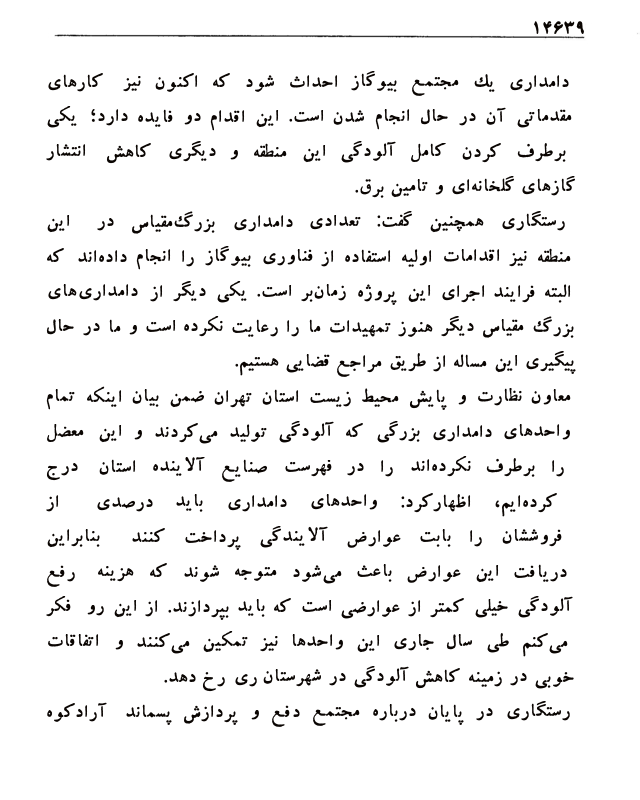 ۱۴۶۳۹
دامداری یك مجتمع بیوگاز احداث شود که اکنون نیز کارهای
مقدماتی آن در حال انجام شدن است. این اقدام دو فایده دارد؛ یکی
برطرف کردن کامل آلودگی این منطقه و دیگری کاهش انتشار
گازهای گلخانه‌ای و تامین برق.
رستگاری همچنین گفت: تعدادی دامداری بزرگ‌مقیاس در این
منطقه نیز اقدامات اولیه استفاده از فناوری بیوگاز را انجام داده‌اند که
البته فرایند اجرای این پروژه زمان‌بر است. یکی دیگر از دامداری‌های
بزرگ مقیاس دیگر هنوز تمهیدات ما را رعایت نکرده است و ما در حال
پیگیری این مساله از طریق مراجع قضایی هستیم.
معاون نظارت و پایش محیط زیست استان تهران ضمن بیان اینکه تمام
واحدهای دامداری بزرگی که آلودگی تولید می‌کردند و این معضل
را برطرف نکرده‌اند را در فهرست صنایع آلاینده استان درج
کرده‌ایم، اظهارکرد: واحدهای دامداری باید درصدی از
فروششان را بابت عوارض آلایندگی پرداخت کنند بنابراین
دریافت این عوارض باعث می‌شود متوجه شوند که هزینه رفع
آلودگی خیلی کمتر از عوارضی است که باید بپردازند. از این رو فکر
می‌کنم طی سال جاری این واحدها نیز تمکین می‌کنند و اتفاقات
خوبی در زمینه کاهش آلودگی در شهرستان ری رخ دهد.
رستگاری در پایان درباره مجتمع دفع و پردازش پسماند آرادکوه